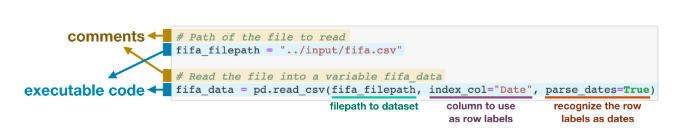 comments
# Path of the file to read
fifa_filepath = "../input/fifa.csv"
# Read the file into a variable fifa_data
executable code
fifa_data = pd.read_csv(fifa_filepath, index_col="Date", parse_dates=True)
filepath to dataset
column to use
as row labels
recognize the row
labels as dates